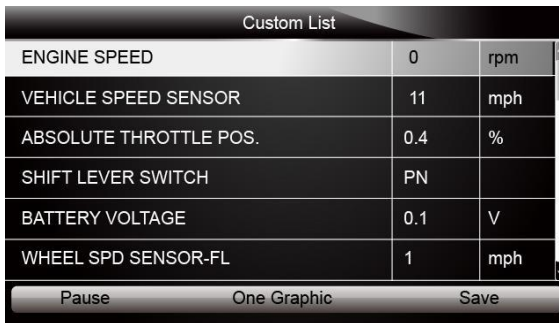 Custom List
ENGINE SPEED 0 rpm
VEHICLE SPEED SENSOR 11 mph
ABSOLUTE THROTTLE POS. 0.4 %
SHIFT LEVER SWITCH PN
BATTERY VOLTAGE 0.1 V
WHEEL SPD SENSOR-FL 1 mph
Pause One Graphic Save